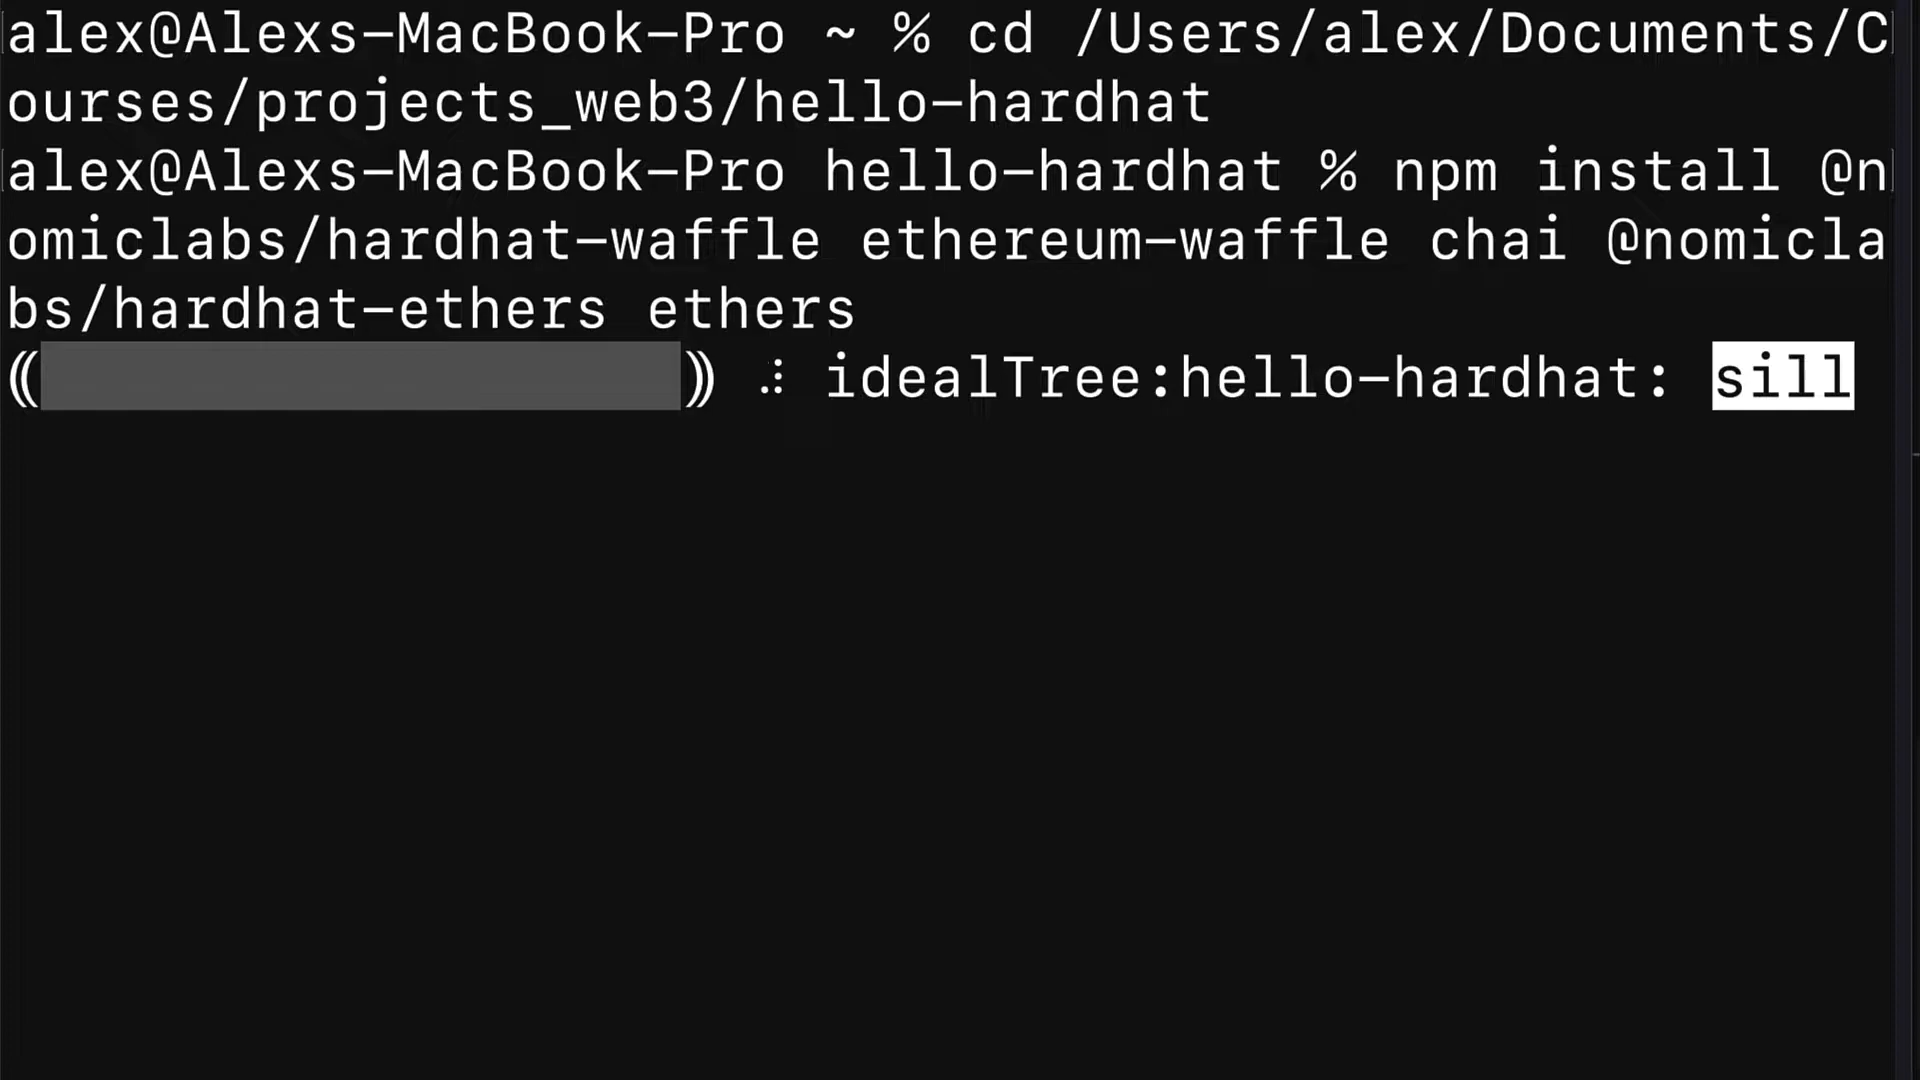 alex@Alexs-MacBook-Pro ~ % cd /Users/alex/Documents/C
ourses/projects_web3/hello-hardhat
alex@Alexs-MacBook-Pro hello-hardhat % npm install @n
omiclabs/hardhat-waffle ethereum-waffle chai @nomicla
bs/hardhat-ethers ethers
(( )) ⠼ idealTree:hello-hardhat: sill